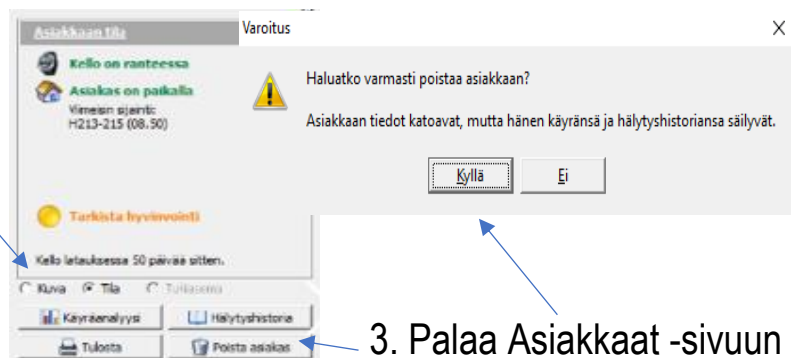 Asiakkaan tila
Kello on ranteessa
Asiakas on paikalla
Viimeisin sijainti:
H213-215 (08.50)
Tarkista hyvinvointi
Kello latauksessa 50 päivää sitten.
Kuva Tila Tukiasema
Käyräanalyysi Hälytyshistoria
Tulosta Poista asiakas
Varoitus
Haluatko varmasti poistaa asiakkaan?
Asiakkaan tiedot katoavat, mutta hänen käyränsä ja hälytyshistoriansa säilyvät.
Kyllä Ei
3. Palaa Asiakkaat -sivuun